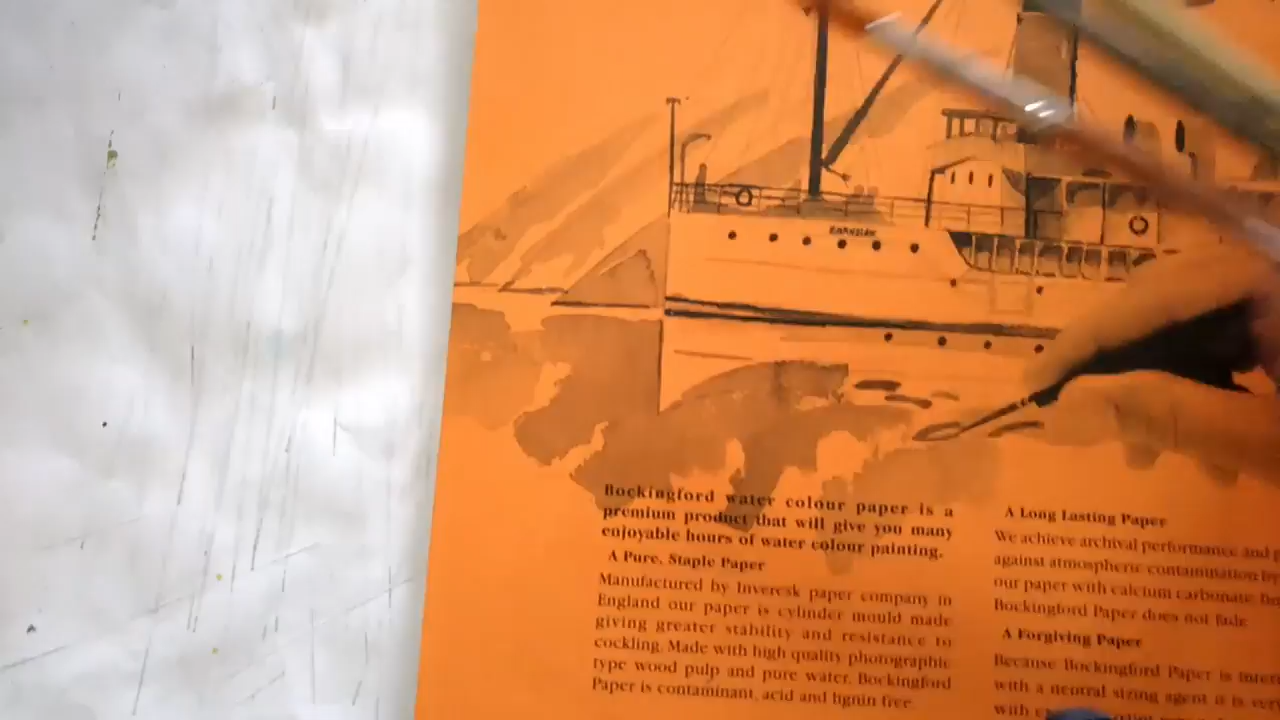 Bockingford water colour paper is a
premium product that will give you many
enjoyable hours of water colour painting.
A Pure, Staple Paper
Manufactured by Inveresk paper company in
England our paper is cylinder mould made
giving greater stability and resistance to
cockling. Made with high quality photographic
type wood pulp and pure water. Bockingford
Paper is contaminant, acid and lignin free.
A Long Lasting Paper
We achieve archival performance and
against atmospheric contamination
our paper with calcium carbonate
Bockingford Paper does not fade.
A Forgiving Paper
Because Bockingford Paper is
with a neutral sizing agent it is
with